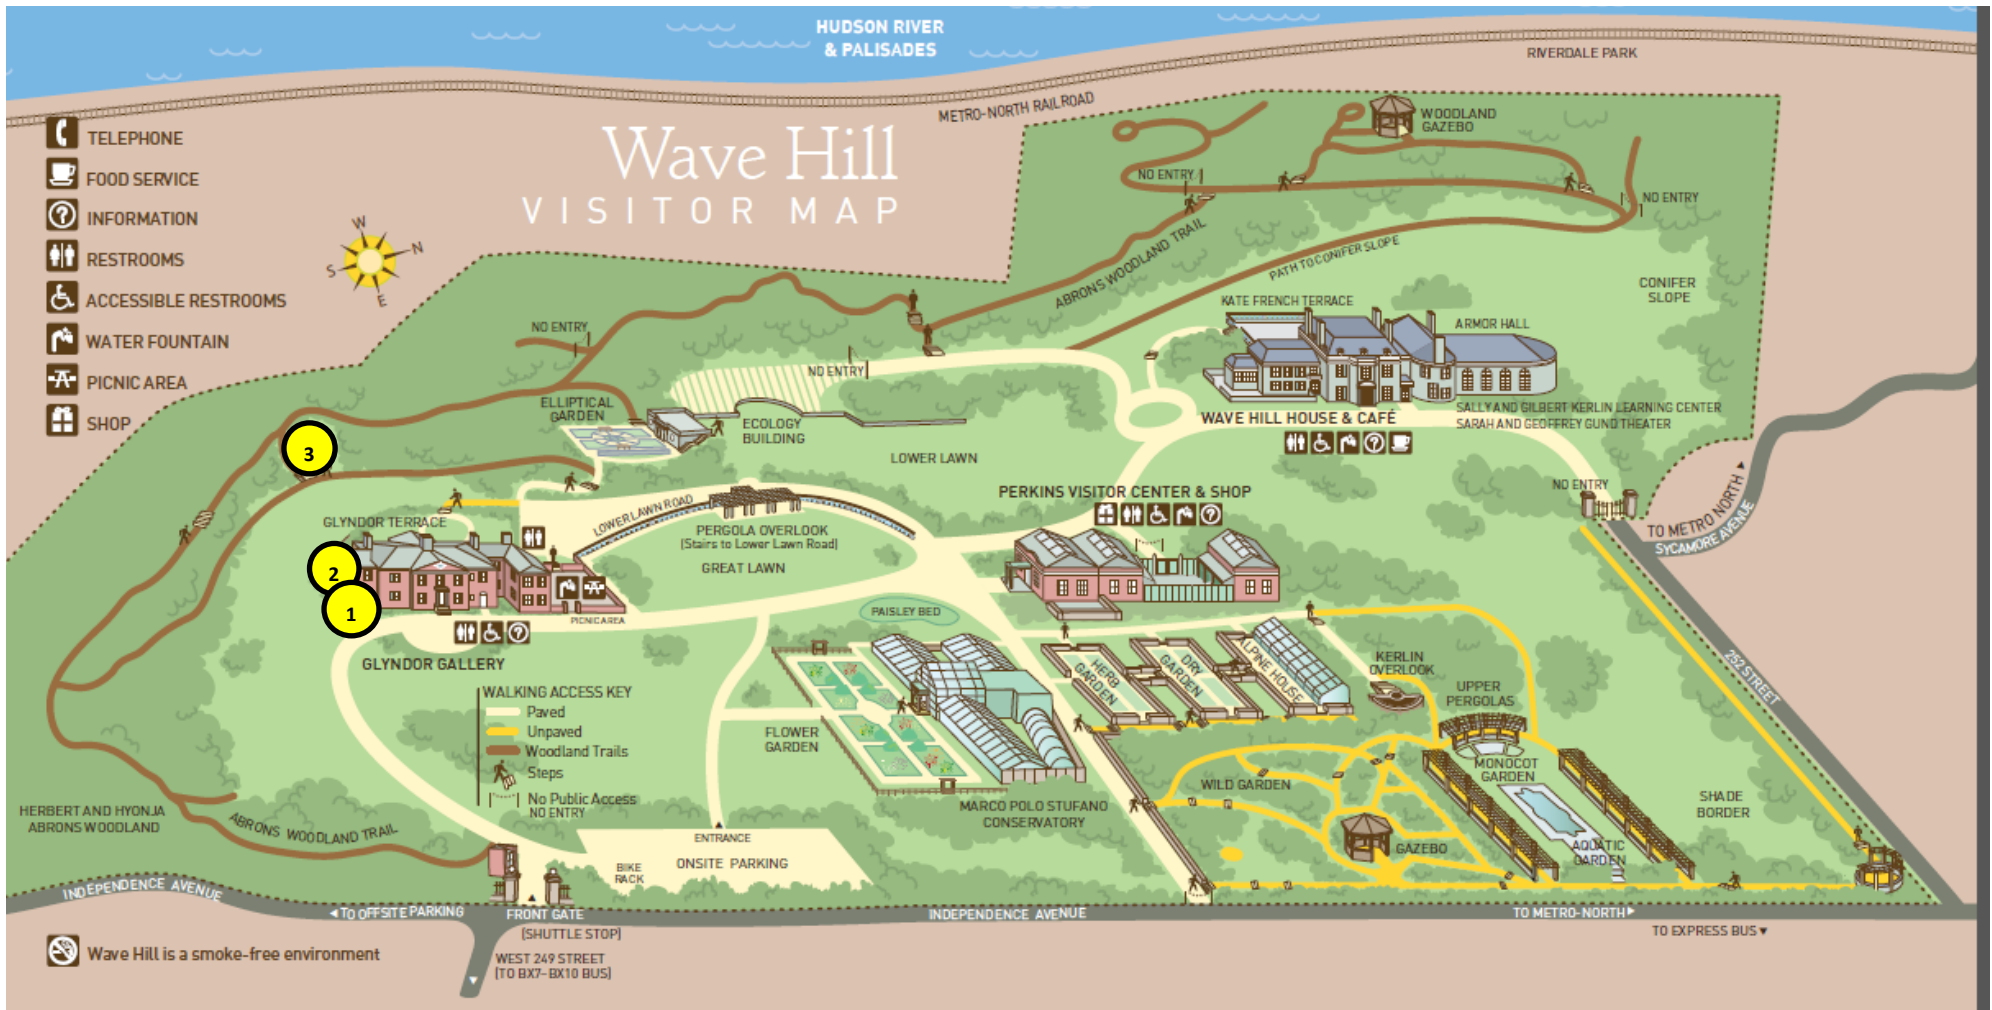 HUDSON RIVER
& PALISADES
RIVERDALE PARK
METRO-NORTH RAILROAD
Wave Hill
VISITOR MAP
TELEPHONE
FOOD SERVICE
INFORMATION
RESTROOMS
ACCESSIBLE RESTROOMS
WATER FOUNTAIN
PICNIC AREA
SHOP
W
N
S
E
WOODLAND
GAZEBO
NO ENTRY
NO ENTRY
ABRONS WOODLAND TRAIL
PATH TO CONIFER SLOPE
CONIFER
SLOPE
KATE FRENCH TERRACE
ARMOR HALL
NO ENTRY
NO ENTRY
ELLIPTICAL
GARDEN
ECOLOGY
BUILDING
LOWER LAWN
WAVE HILL HOUSE & CAFÉ
SALLY AND GILBERT KERLIN LEARNING CENTER
SARAH AND GEOFFREY GUND THEATER
3
NO ENTRY
TO METRO NORTH
SYCAMORE AVENUE
PERKINS VISITOR CENTER & SHOP
GLYNDOR TERRACE
LOWER LAWN ROAD
PERGOLA OVERLOOK
(Stairs to Lower Lawn Road)
GREAT LAWN
2
1
PICNIC AREA
PAISLEY BED
GLYNDOR GALLERY
WALKING ACCESS KEY
Paved
Unpaved
Woodland Trails
Steps
No Public Access
NO ENTRY
FLOWER
GARDEN
HERB
GARDEN
DRY
GARDEN
ALPINE HOUSE
KERLIN
OVERLOOK
UPPER
PERGOLAS
252 STREET
MONOCOT
GARDEN
WILD GARDEN
SHADE
BORDER
MARCO POLO STUFANO
CONSERVATORY
GAZEBO
AQUATIC
GARDEN
HERBERT AND HYONJA
ABRONS WOODLAND
ABRONS WOODLAND TRAIL
ENTRANCE
ONSITE PARKING
BIKE
RACK
INDEPENDENCE AVENUE
TO OFFSITE PARKING
FRONT GATE
(SHUTTLE STOP)
INDEPENDENCE AVENUE
TO METRO-NORTH
TO EXPRESS BUS
WEST 249 STREET
(TO BX7-BX10 BUS)
Wave Hill is a smoke-free environment